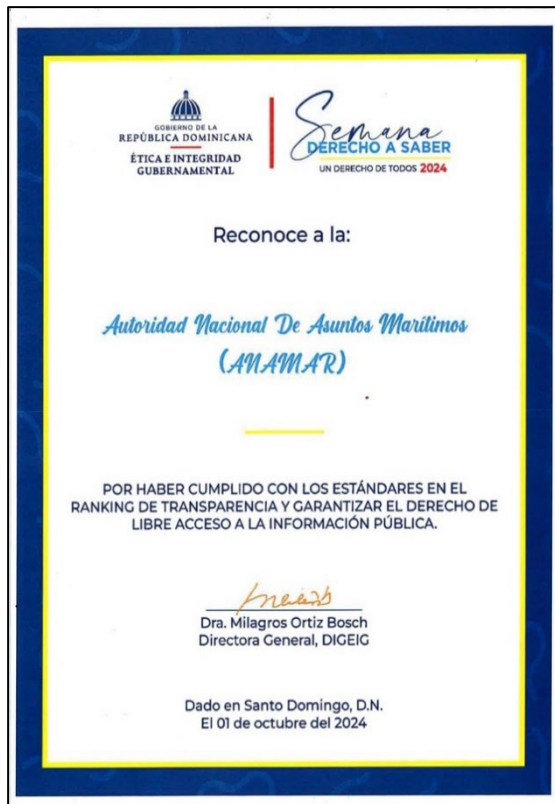 GOBIERNO DE LA
REPÚBLICA DOMINICANA
ÉTICA E INTEGRIDAD
GUBERNAMENTAL
Semana
DERECHO A SABER
UN DERECHO DE TODOS 2024
Reconoce a la:
Autoridad Nacional De Asuntos Marítimos
(ANAMAR)
POR HABER CUMPLIDO CON LOS ESTÁNDARES EN EL
RANKING DE TRANSPARENCIA Y GARANTIZAR EL DERECHO DE
LIBRE ACCESO A LA INFORMACIÓN PÚBLICA.
Dra. Milagros Ortiz Bosch
Directora General, DIGEIG
Dado en Santo Domingo, D.N.
El 01 de octubre del 2024